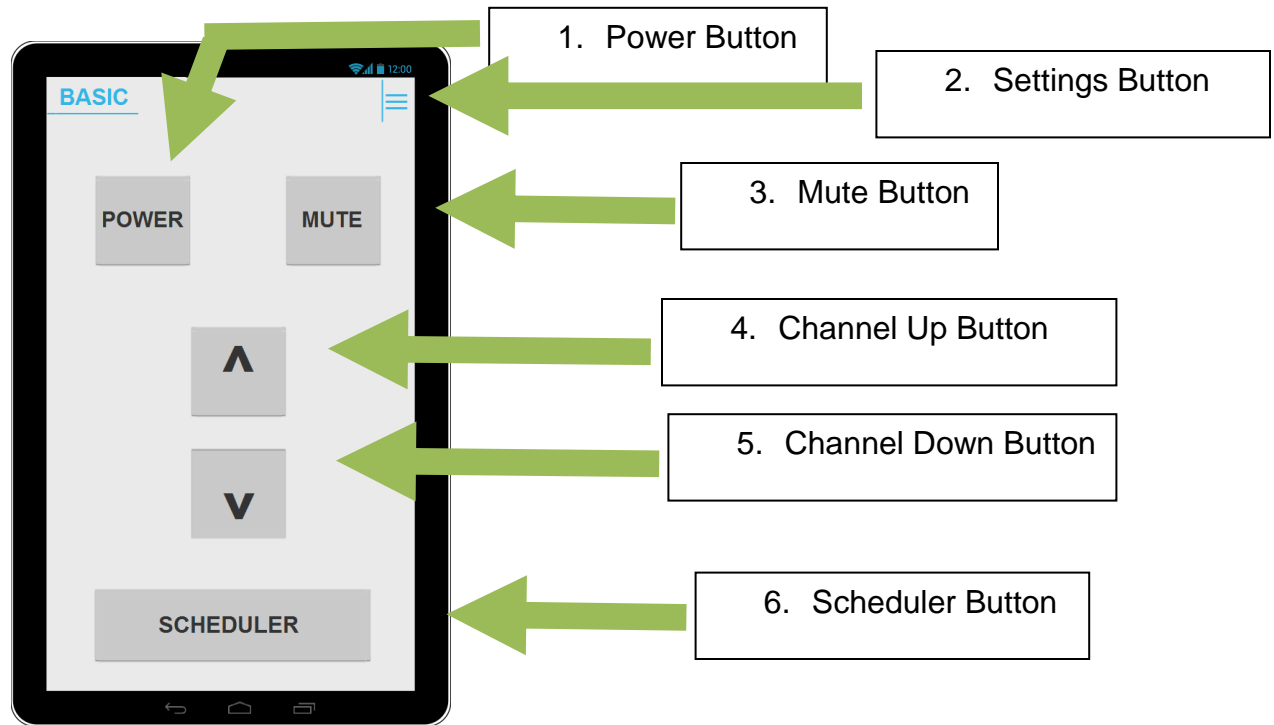 1. Power Button
12:00
2. Settings Button
BASIC
3. Mute Button
POWER
MUTE
4. Channel Up Button
ʌ
5. Channel Down Button
v
6. Scheduler Button
SCHEDULER